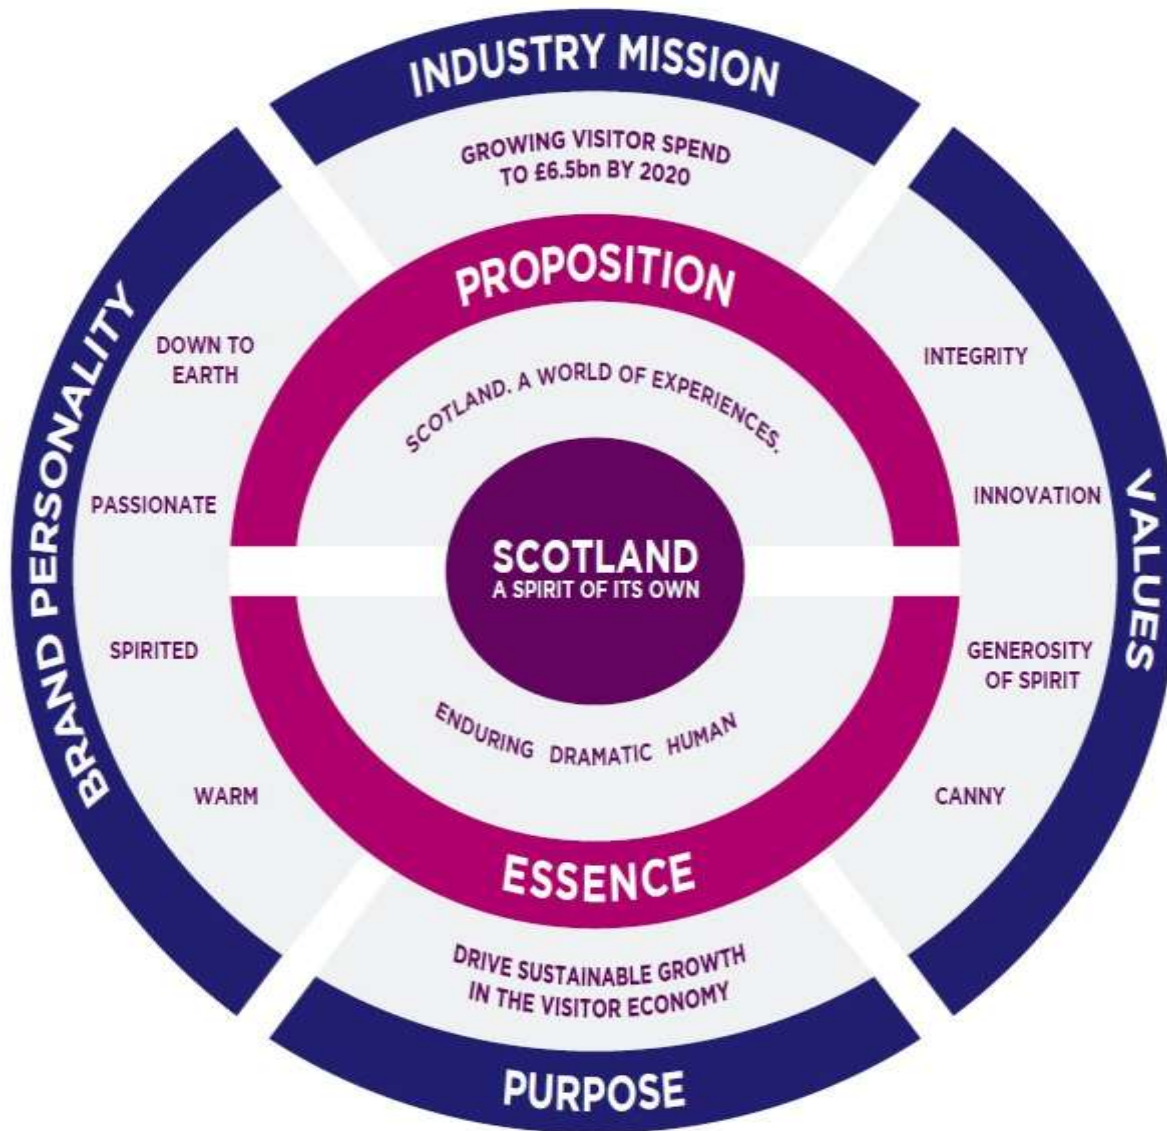 INDUSTRY MISSION
GROWING VISITOR SPEND
TO £6.5bn BY 2020
PROPOSITION
SCOTLAND. A WORLD OF EXPERIENCES.
SCOTLAND
A SPIRIT OF ITS OWN
ENDURING DRAMATIC HUMAN
ESSENCE
DRIVE SUSTAINABLE GROWTH
IN THE VISITOR ECONOMY
PURPOSE
BRAND PERSONALITY
DOWN TO
EARTH
PASSIONATE
SPIRITED
WARM
VALUES
INTEGRITY
INNOVATION
GENEROSITY
OF SPIRIT
CANNY